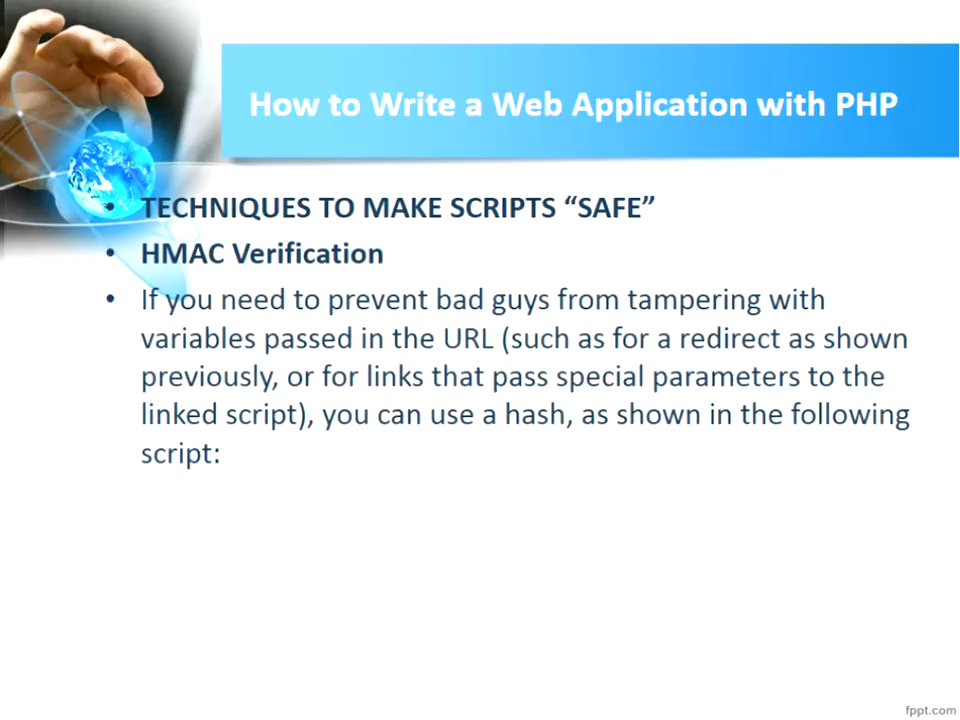 How to Write a Web Application with PHP
• TECHNIQUES TO MAKE SCRIPTS “SAFE”
• HMAC Verification
• If you need to prevent bad guys from tampering with
variables passed in the URL (such as for a redirect as shown
previously, or for links that pass special parameters to the
linked script), you can use a hash, as shown in the following
script:
fppt.com